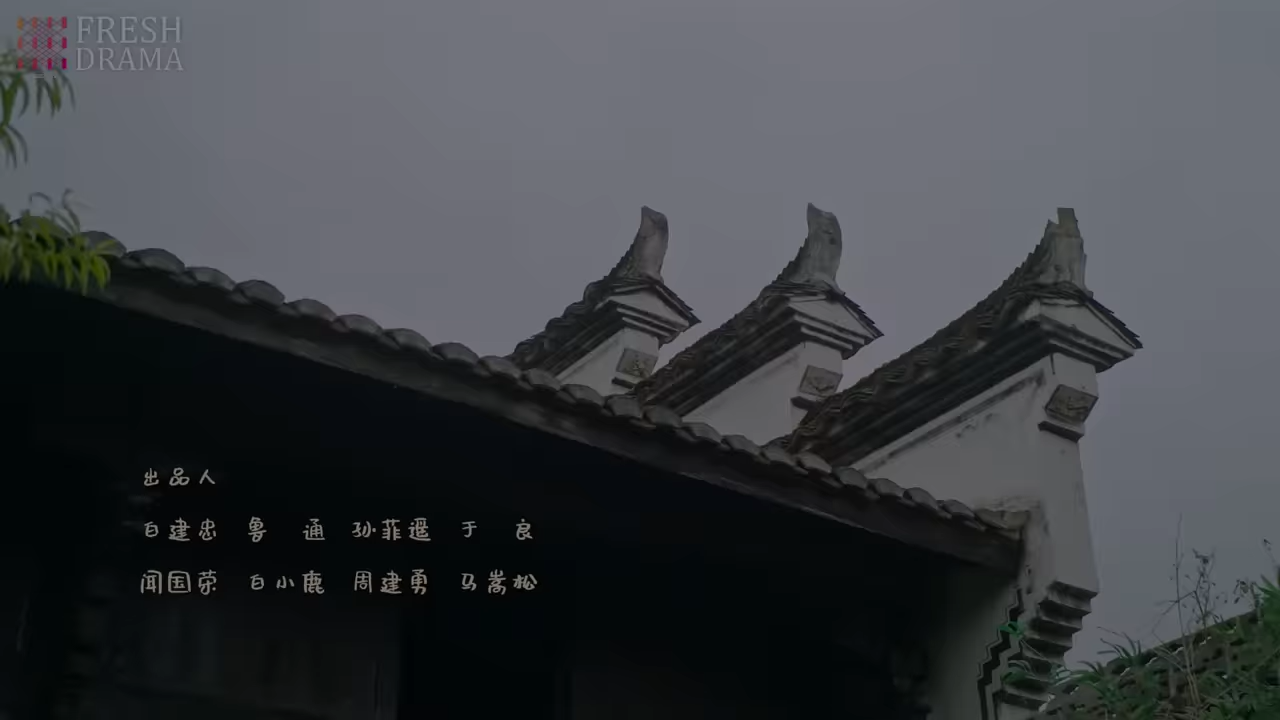 FRESH
DRAMA
出品人
白建忠 鲁 通 孙菲遥 于 良
闻国荣 白小鹿 周建勇 马嵩松